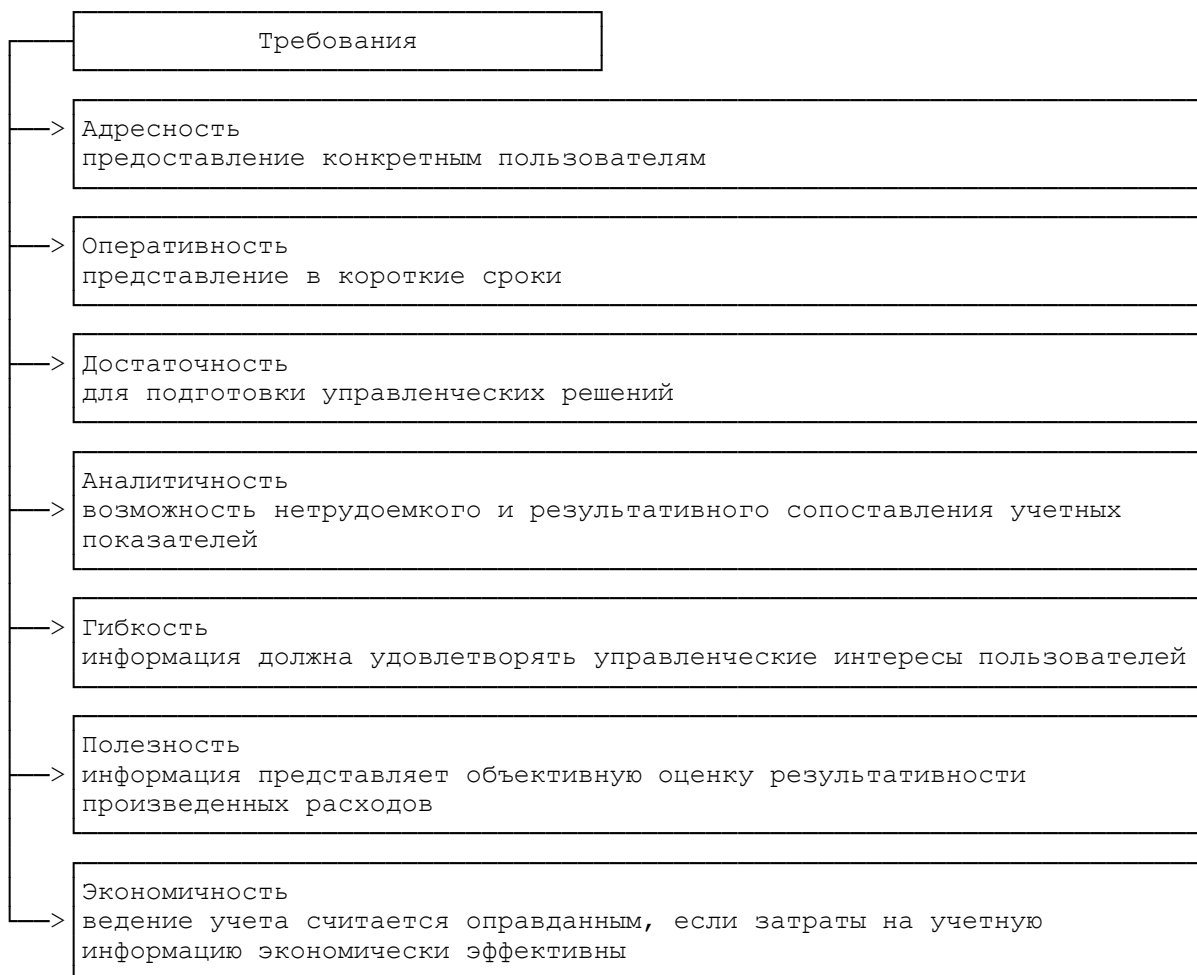 Требования
Адресность
предоставление конкретным пользователям
Оперативность
представление в короткие сроки
Достаточность
для подготовки управленческих решений
Аналитичность
возможность нетрудоемкого и результативного сопоставления учетных
показателей
Гибкость
информация должна удовлетворять управленческие интересы пользователей
Полезность
информация представляет объективную оценку результативности
произведенных расходов
Экономичность
ведение учета считается оправданным, если затраты на учетную
информацию экономически эффективны